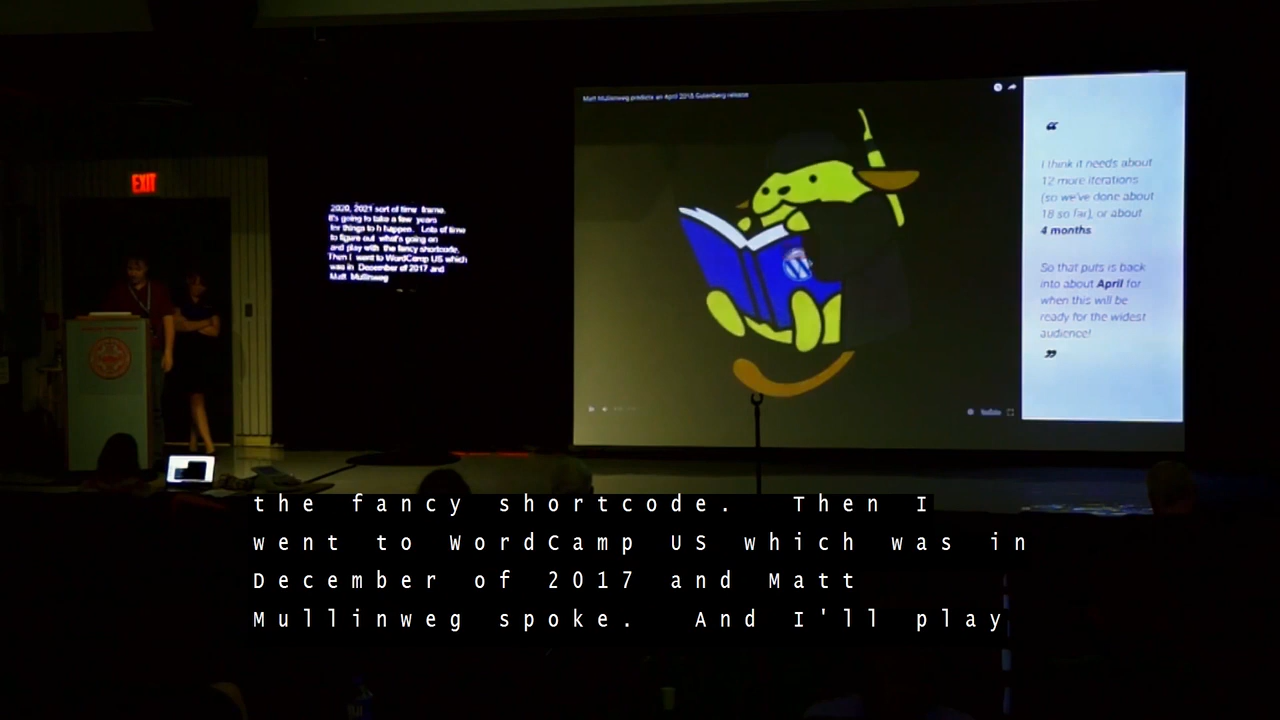 Matt Mullinweg predicts an April 2018 Gutenberg release
EXIT
2020, 2021 sort of time frame.
It's going to take a few years
for things to h happen. Lots of time
to figure out what's going on
and play with the fancy shortcode.
Then I went to WordCamp US which
was in December of 2017 and
Matt Mullinweg
“
I think it needs about
12 more iterations
(so we've done about
18 so far), or about
4 months
So that puts is back
into about April for
when this will be
ready for the widest
audience!
”
YouTube
the fancy shortcode. Then I
went to WordCamp US which was in
December of 2017 and Matt
Mullinweg spoke. And I'll play